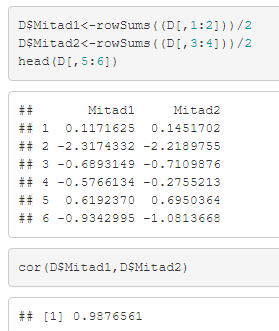 D$Mitad1<-rowSums((D[,1:2]))/2
D$Mitad2<-rowSums((D[,3:4]))/2
head(D[,5:6])
##       Mitad1     Mitad2
## 1  0.1171625  0.1451702
## 2 -2.3174332 -2.2189755
## 3 -0.6893149 -0.7109876
## 4 -0.5766134 -0.2755213
## 5  0.6192370  0.6950364
## 6 -0.9342995 -1.0813668
cor(D$Mitad1,D$Mitad2)
## [1] 0.9876561